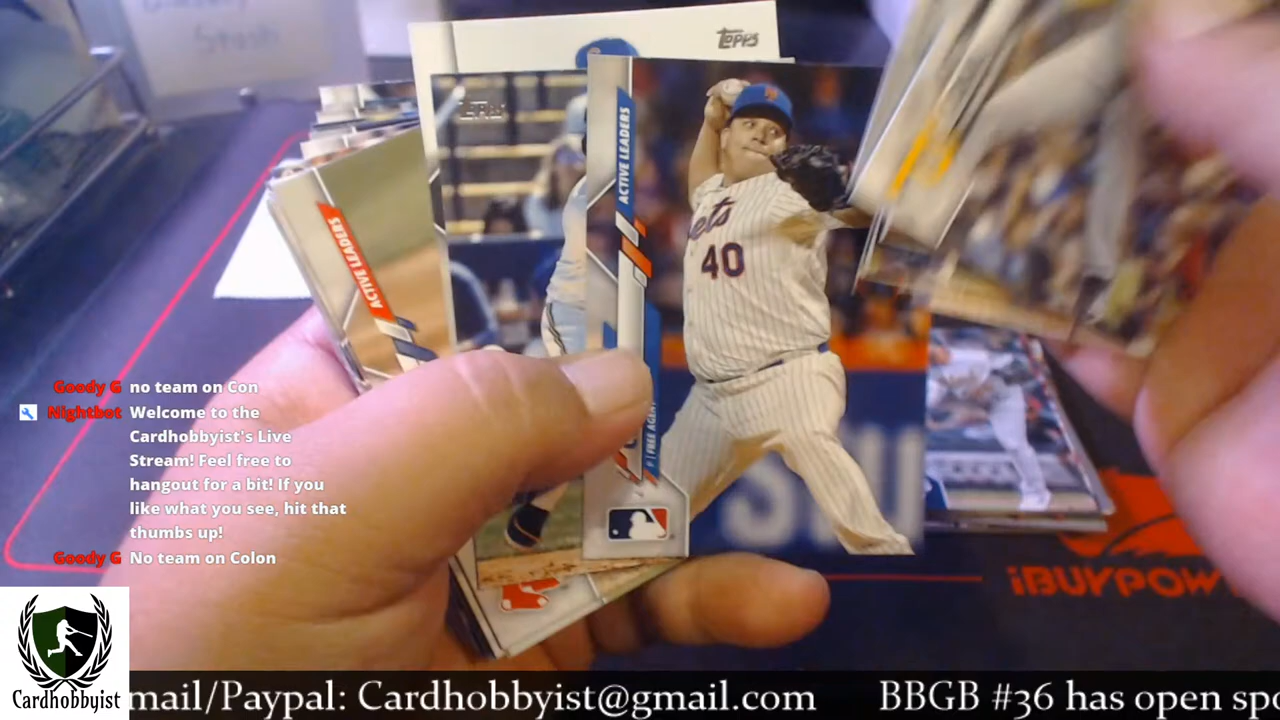 TOPPS
TOPPS
ACTIVE LEADERS
Mets
40
ACTIVE LEADERS
FREE AGENT
Goody G no team on Con
Nightbot Welcome to the
Cardhobbyist's Live
Stream! Feel free to
hangout for a bit! If you
like what you see, hit that
thumbs up!
Goody G No team on Colon
iBUYPOW
Cardhobbyist
mail/Paypal: Cardhobbyist@gmail.com BBGB #36 has open spo